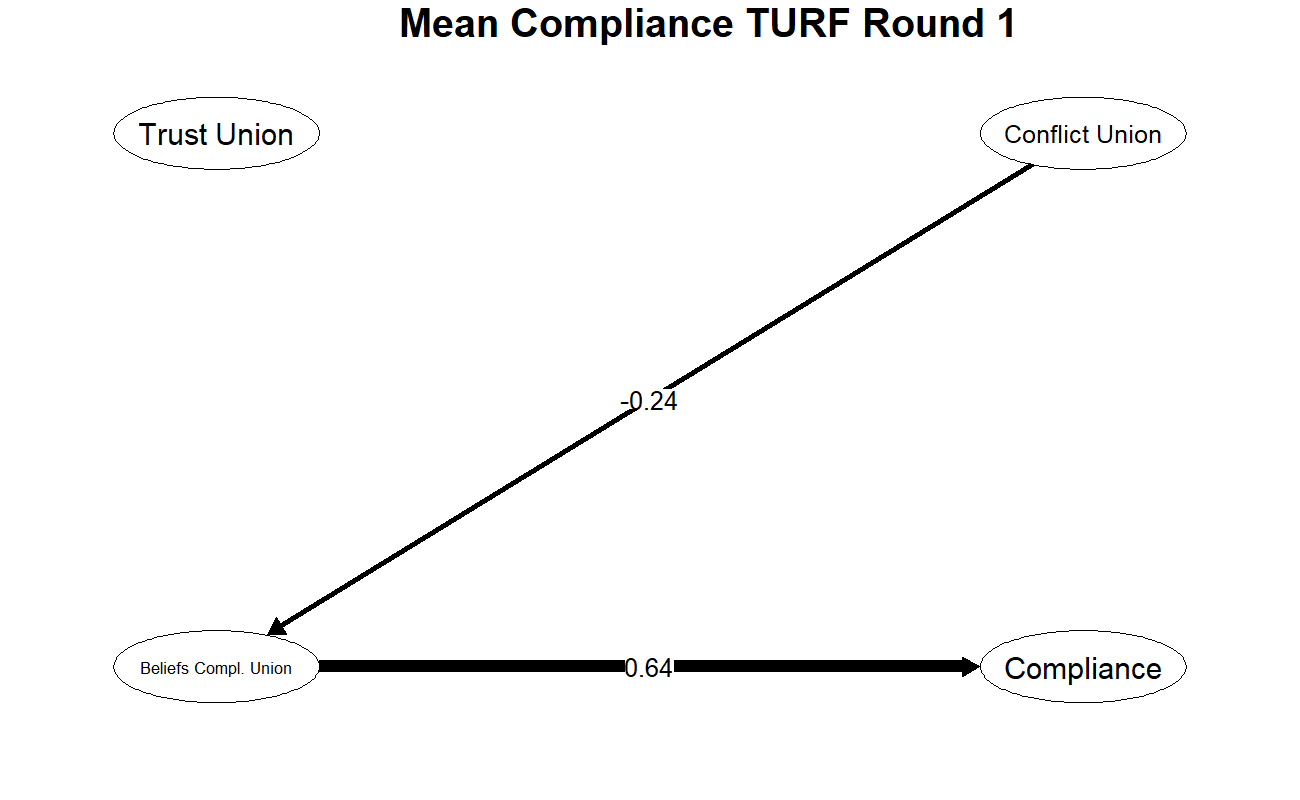 Mean Compliance TURF Round 1
Trust Union
Conflict Union
-0.24
Beliefs Compl. Union
0.64
Compliance